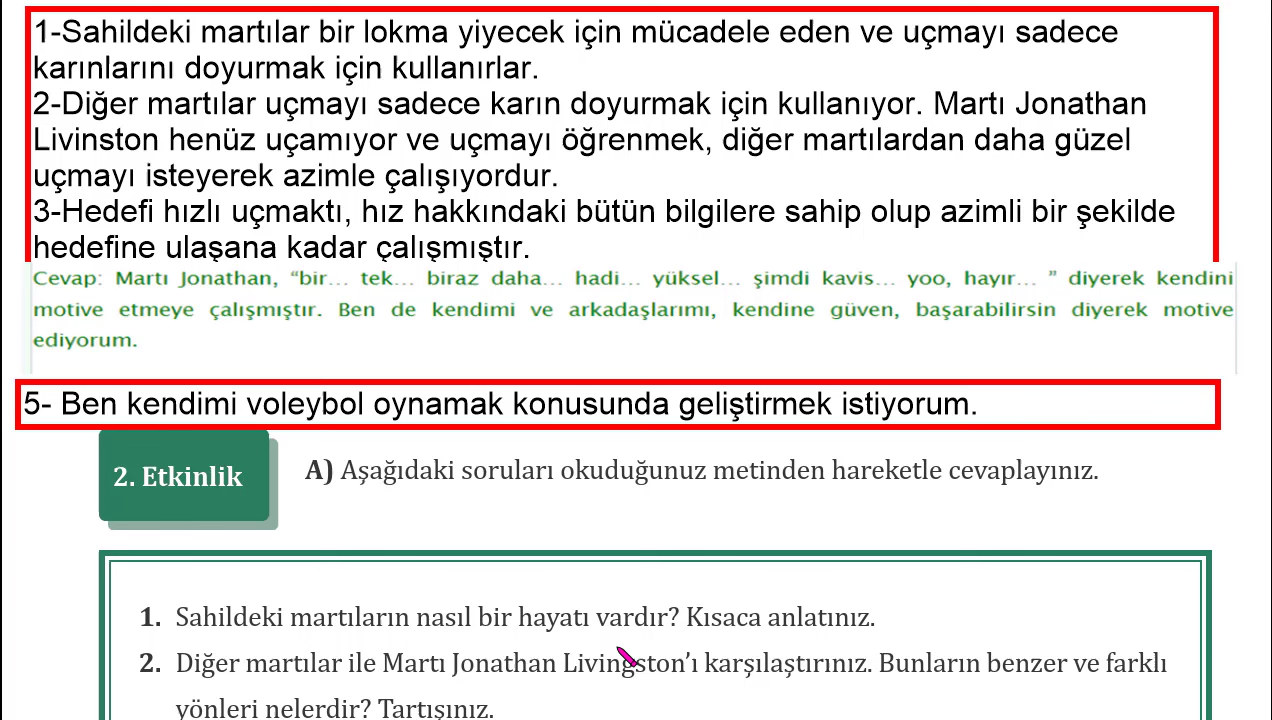 1-Sahildeki martılar bir lokma yiyecek için mücadele eden ve uçmayı sadece
karınlarını doyurmak için kullanırlar.
2-Diğer martılar uçmayı sadece karın doyurmak için kullanıyor. Martı Jonathan
Livinston henüz uçamıyor ve uçmayı öğrenmek, diğer martılardan daha güzel
uçmayı isteyerek azimle çalışıyordur.
3-Hedefi hızlı uçmaktı, hız hakkındaki bütün bilgilere sahip olup azimli bir şekilde
hedefine ulaşana kadar çalışmıştır.
Cevap: Martı Jonathan, “bir... tek... biraz daha... hadi... yüksel... şimdi kavis... yoo, hayır... ” diyerek kendini
motive etmeye çalışmıştır. Ben de kendimi ve arkadaşlarımı, kendine güven, başarabilirsin diyerek motive
ediyorum.
5- Ben kendimi voleybol oynamak konusunda geliştirmek istiyorum.
2. Etkinlik A) Aşağıdaki soruları okuduğunuz metinden hareketle cevaplayınız.
1. Sahildeki martıların nasıl bir hayatı vardır? Kısaca anlatınız.
2. Diğer martılar ile Martı Jonathan Livingston’ı karşılaştırınız. Bunların benzer ve farklı
yönleri nelerdir? Tartışınız.